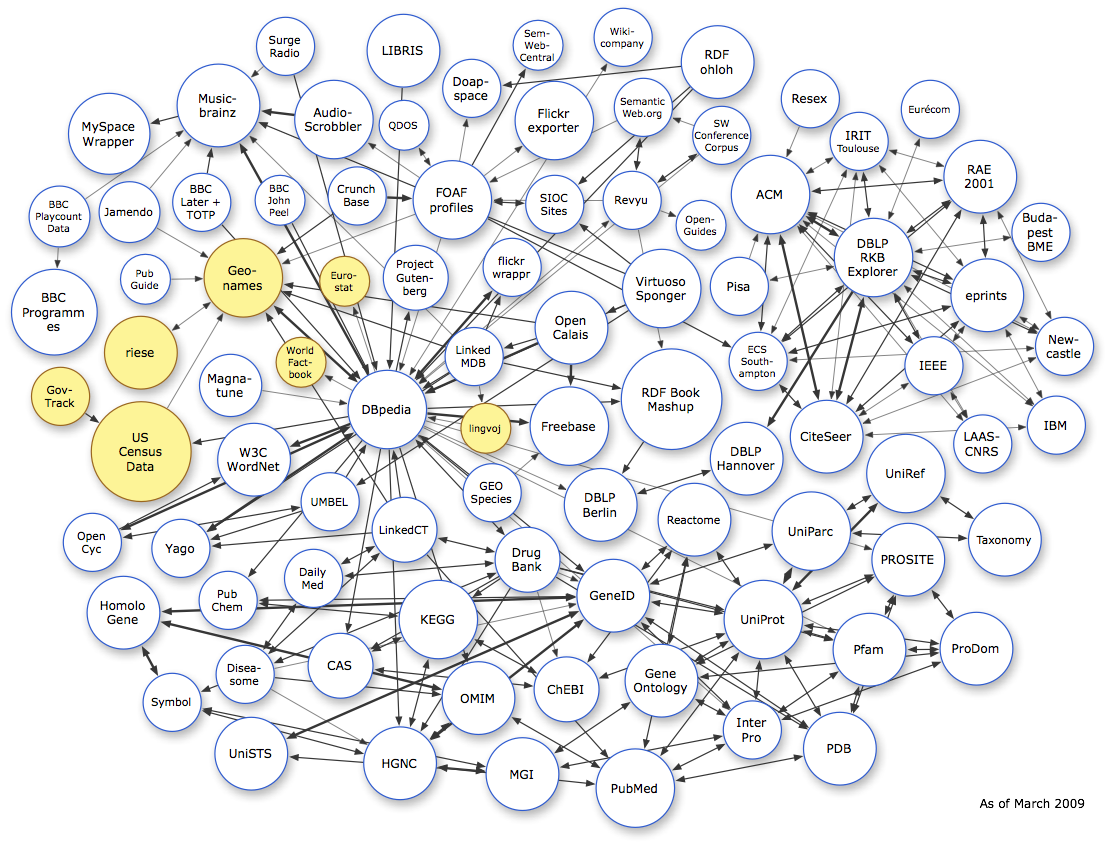 Surge
Radio
LIBRIS
Sem-
Web-
Central
Wiki-
company
RDF
ohloh
Doap-
space
Music-
brainz
MySpace
Wrapper
Audio-
Scrobbler
QDOS
Flickr
exporter
Semantic
Web.org
SW
Conference
Corpus
Resex
Eurécom
IRIT
Toulouse
RAE
2001
ACM
BBC
Playcount
Data
Jamendo
BBC
Later +
TOTP
BBC
John
Peel
Crunch
Base
FOAF
profiles
SIOC
Sites
Revyu
Open-
Guides
Buda-
pest
BME
DBLP
RKB
Explorer
Pub
Guide
Geo-
names
Euro-
stat
Project
Guten-
berg
flickr
wrappr
Virtuoso
Sponger
Pisa
eprints
BBC
Programm
es
riese
World
Fact-
book
Linked
MDB
Open
Calais
ECS
South-
ampton
New-
castle
IEEE
Gov-
Track
Magna-
tune
DBpedia
lingvoj
Freebase
RDF Book
Mashup
CiteSeer
LAAS-
CNRS
IBM
US
Census
Data
W3C
WordNet
GEO
Species
DBLP
Berlin
DBLP
Hannover
UniRef
UMBEL
LinkedCT
Reactome
UniParc
Taxonomy
Open
Cyc
Yago
Drug
Bank
PROSITE
Daily
Med
Pub
Chem
Homolo
Gene
KEGG
GeneID
UniProt
Pfam
ProDom
CAS
Disea-
some
ChEBI
Gene
Ontology
OMIM
Symbol
Inter
Pro
PDB
UniSTS
HGNC
MGI
PubMed
As of March 2009